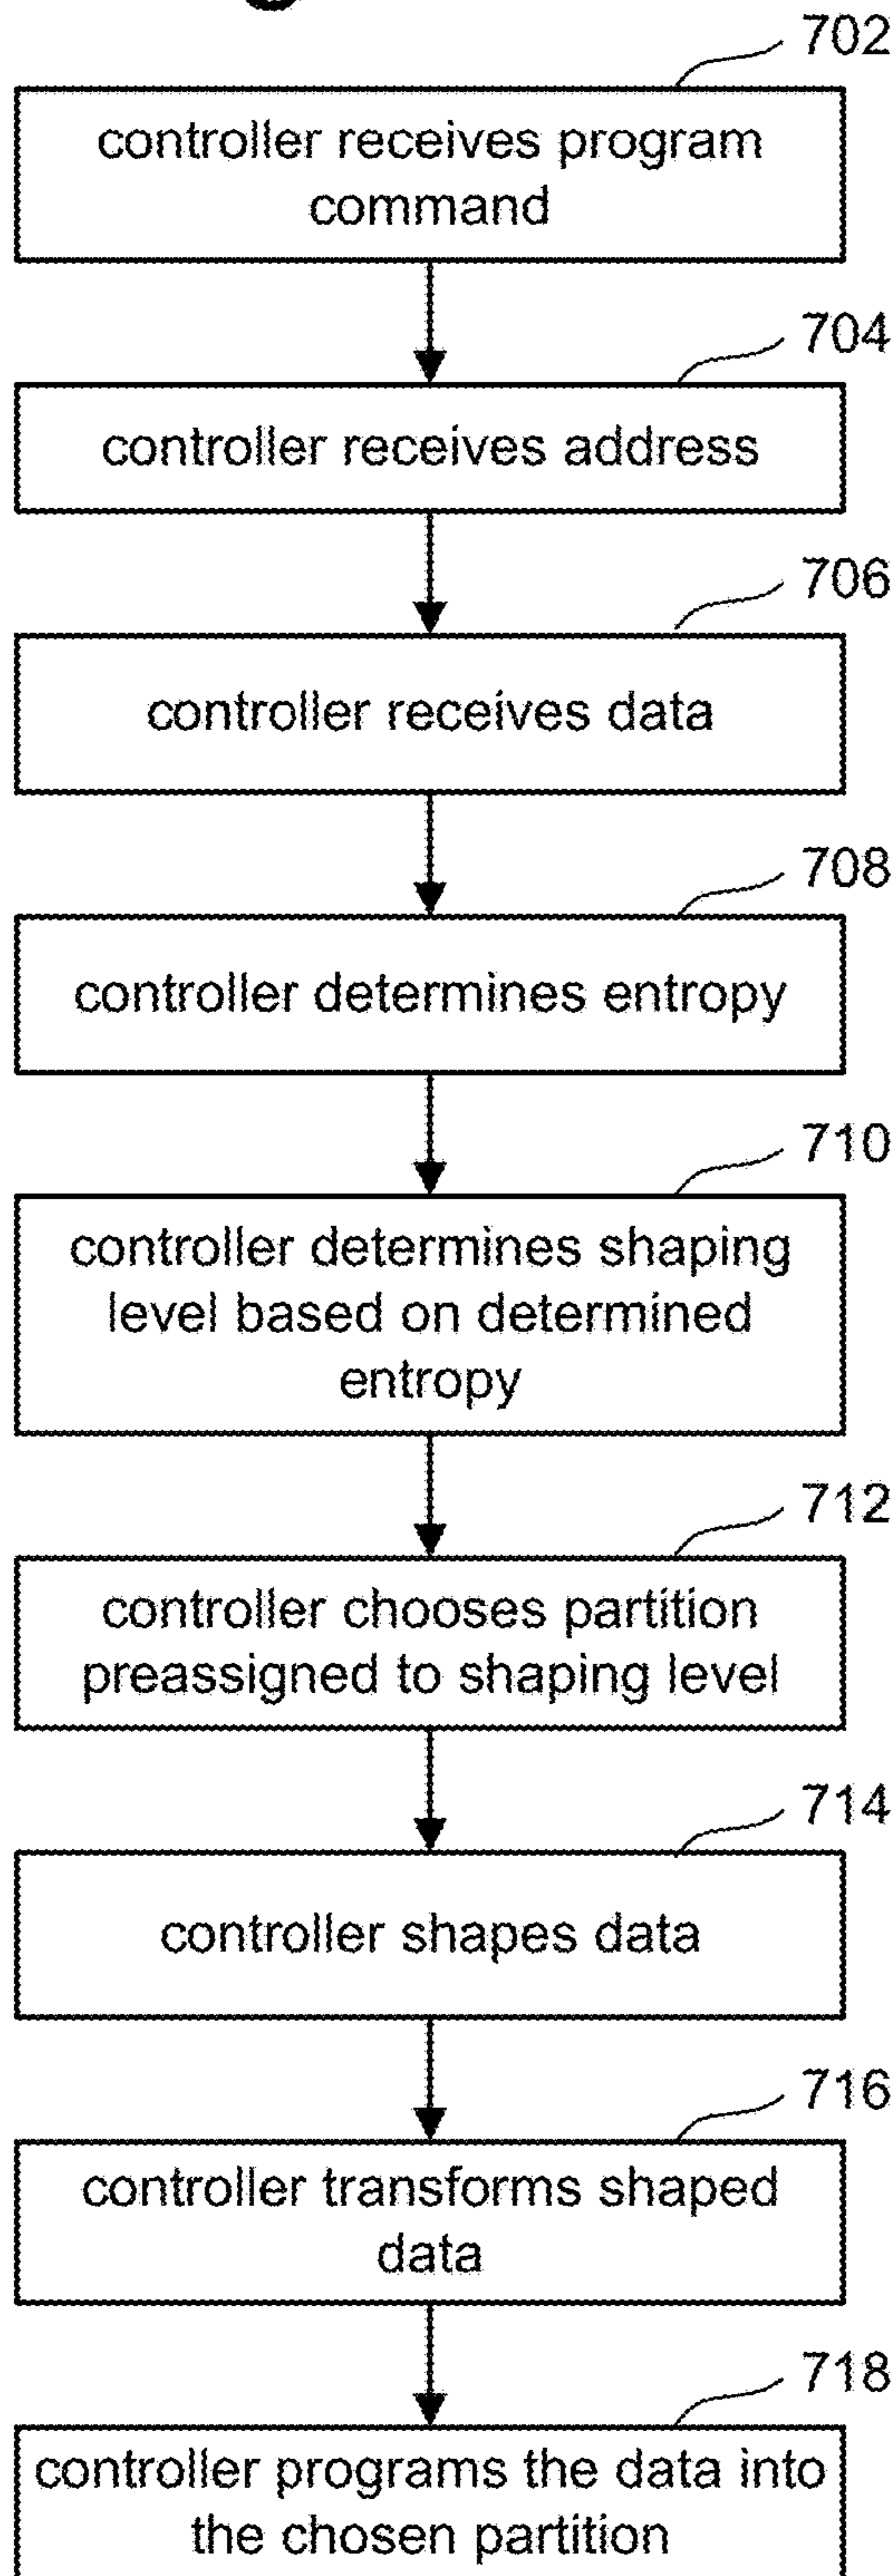 702
controller receives program
command
704
controller receives address
706
controller receives data
708
controller determines entropy
710
controller determines shaping
level based on determined
entropy
712
controller chooses partition
preassigned to shaping level
714
controller shapes data
716
controller transforms shaped
data
718
controller programs the data into
the chosen partition